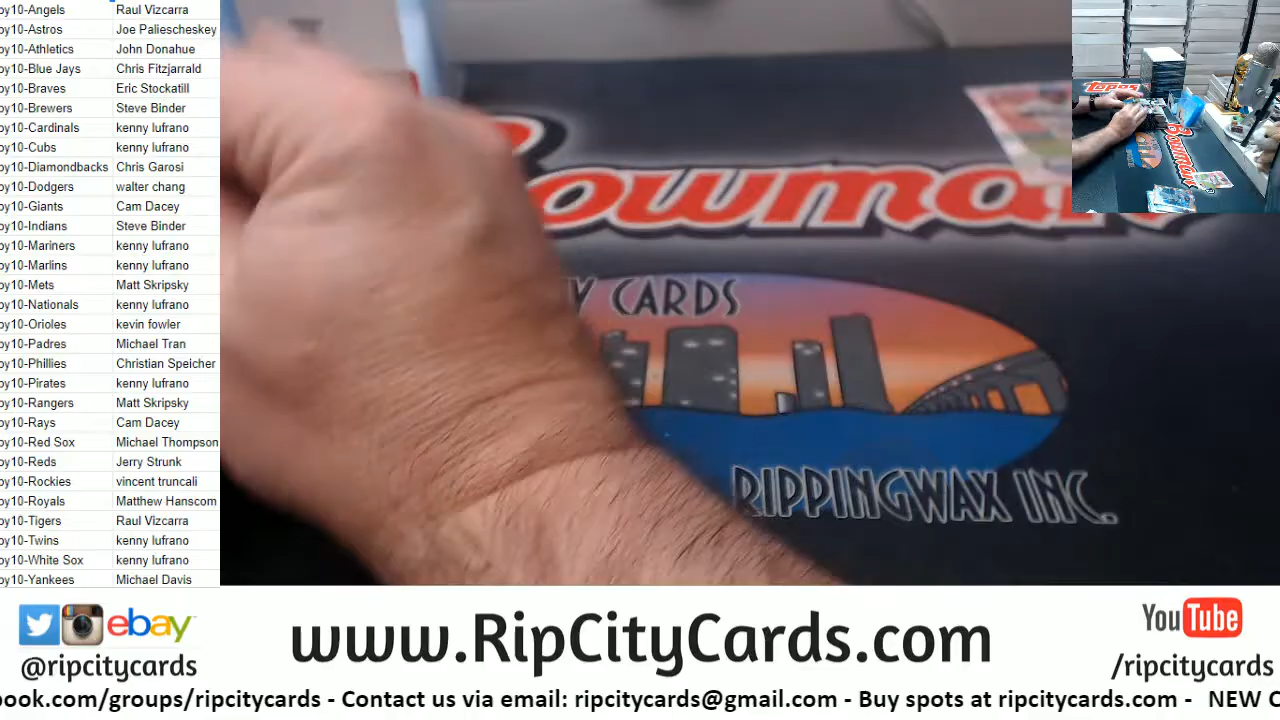 oy10-Angels Raul Vizcarra
oy10-Astros Joe Paliescheskey
oy10-Athletics John Donahue
oy10-Blue Jays Chris Fitzjarrald
oy10-Braves Eric Stockatill
oy10-Brewers Steve Binder
oy10-Cardinals kenny lufrano
oy10-Cubs kenny lufrano
oy10-Diamondbacks Chris Garosi
oy10-Dodgers walter chang
oy10-Giants Cam Dacey
oy10-Indians Steve Binder
oy10-Mariners kenny lufrano
oy10-Marlins kenny lufrano
oy10-Mets Matt Skripsky
oy10-Nationals kenny lufrano
oy10-Orioles kevin fowler
oy10-Padres Michael Tran
oy10-Phillies Christian Speicher
oy10-Pirates kenny lufrano
oy10-Rangers Matt Skripsky
oy10-Rays Cam Dacey
oy10-Red Sox Michael Thompson
oy10-Reds Jerry Strunk
oy10-Rockies vincent truncali
oy10-Royals Matthew Hanscom
oy10-Tigers Raul Vizcarra
oy10-Twins kenny lufrano
oy10-White Sox kenny lufrano
oy10-Yankees Michael Davis
topps
Bowman
Bowma
Y CARDS
RIPPINGWAX INC.
ebay
@ripcitycards
www.RipCityCards.com
YouTube
/ripcitycards
book.com/groups/ripcitycards - Contact us via email: ripcitycards@gmail.com - Buy spots at ripcitycards.com - NEW C